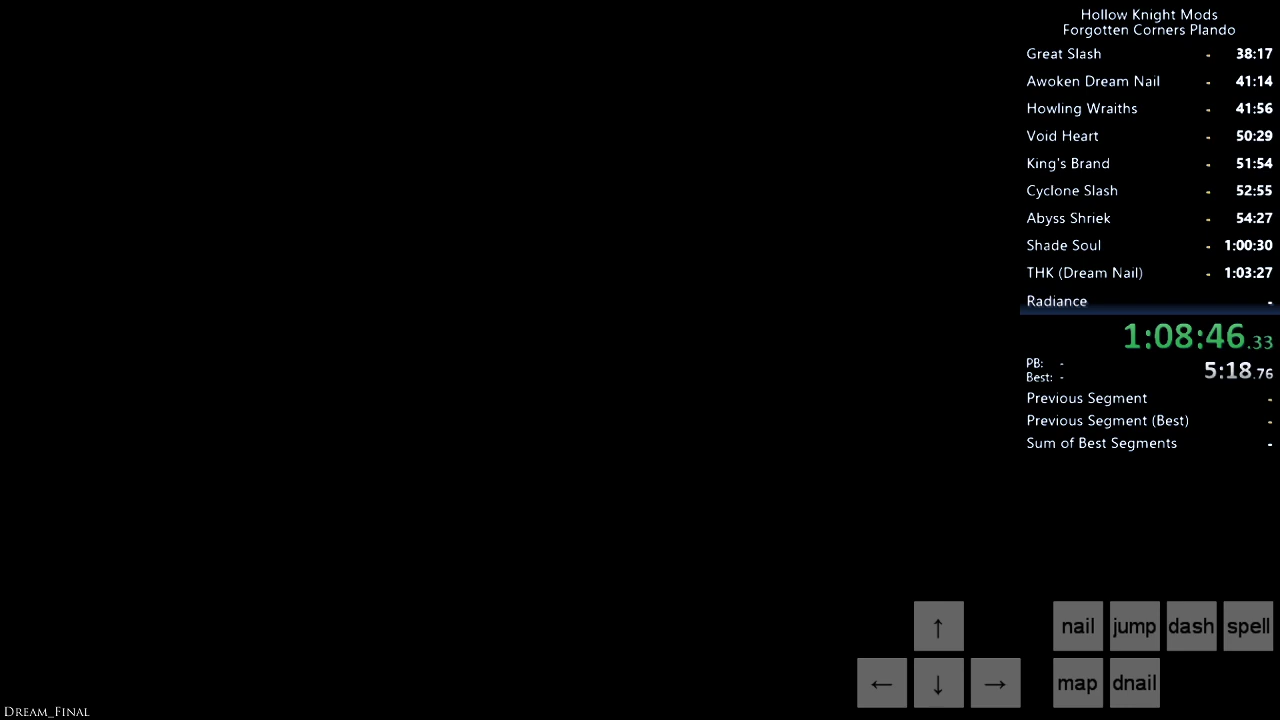 Hollow Knight Mods
Forgotten Corners Plando
Great Slash - 38:17
Awoken Dream Nail - 41:14
Howling Wraiths - 41:56
Void Heart - 50:29
King's Brand - 51:54
Cyclone Slash - 52:55
Abyss Shriek - 54:27
Shade Soul - 1:00:30
THK (Dream Nail) - 1:03:27
Radiance -
1:08:46.33
PB: - 5:18.76
Best: -
Previous Segment -
Previous Segment (Best) -
Sum of Best Segments -
↑ nail jump dash spell
← ↓ → map dnail
Dream_Final